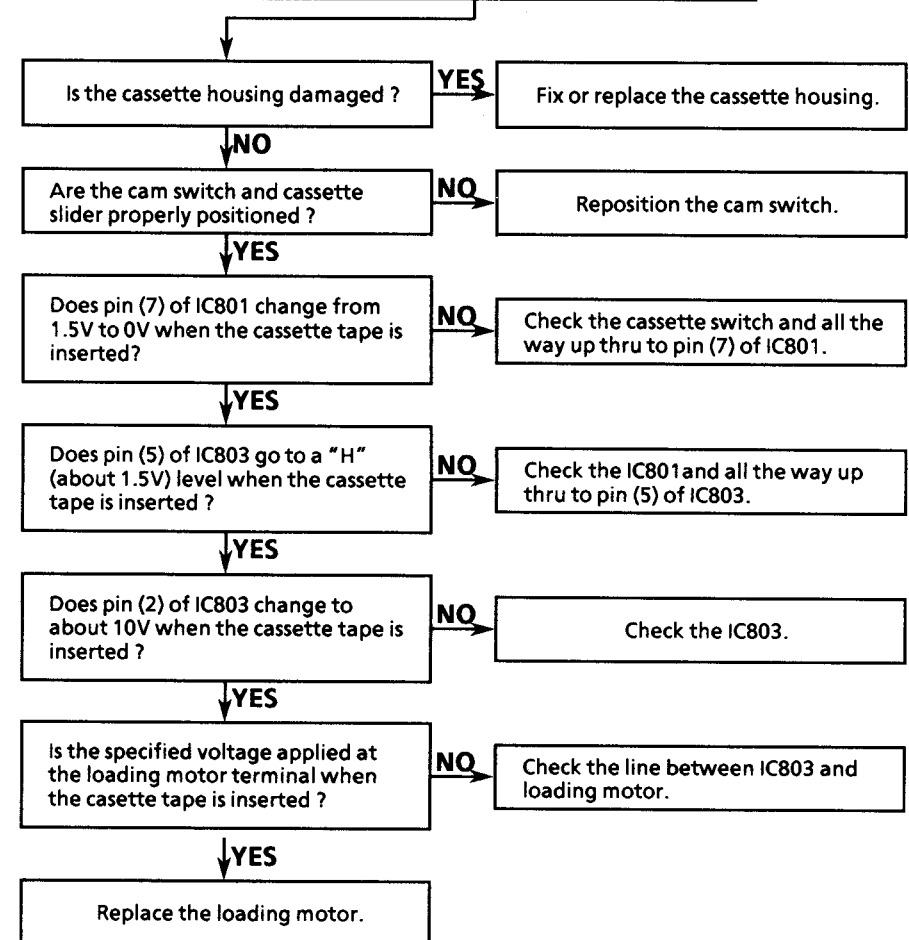 Is the cassette housing damaged ?
YES
Fix or replace the cassette housing.
NO
Are the cam switch and cassette
slider properly positioned ?
NO
Reposition the cam switch.
YES
Does pin (7) of IC801 change from
1.5V to 0V when the cassette tape is
inserted?
NO
Check the cassette switch and all the
way up thru to pin (7) of IC801.
YES
Does pin (5) of IC803 go to a "H"
(about 1.5V) level when the cassette
tape is inserted ?
NO
Check the IC801and all the way up
thru to pin (5) of IC803.
YES
Does pin (2) of IC803 change to
about 10V when the cassette tape is
inserted ?
NO
Check the IC803.
YES
Is the specified voltage applied at
the loading motor terminal when
the casette tape is inserted ?
NO
Check the line between IC803 and
loading motor.
YES
Replace the loading motor.